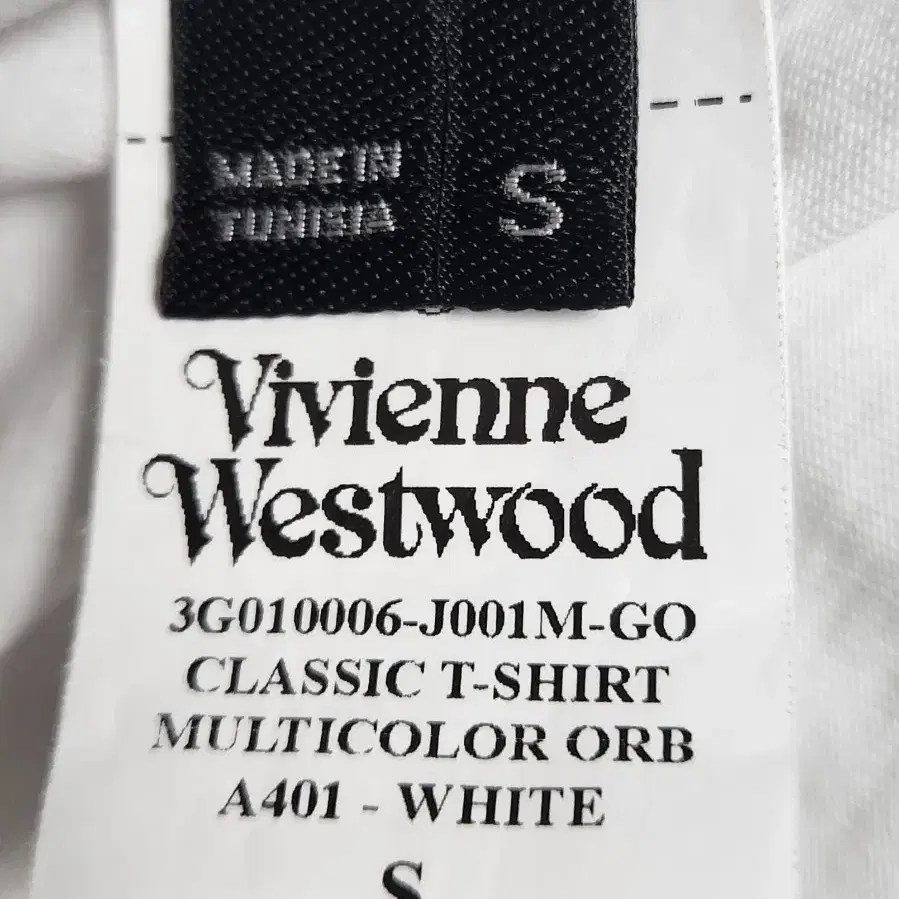 MADE IN
TUNISIA
S
Vivienne
Westwood
3G010006-J001M-GO
CLASSIC T-SHIRT
MULTICOLOR ORB
A401 - WHITE
S